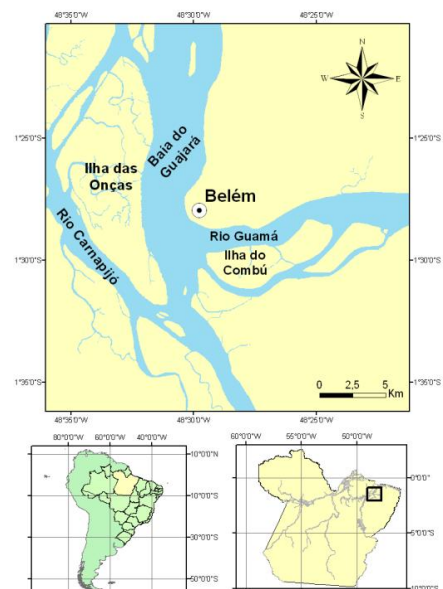 48°35'0"W
48°30'0"W
48°25'0"W
N
W
E
S
1°25'0"S
1°25'0"S
Baia do
Guajará
Ilha das
Onças
Belém
Rio Carnapijó
Rio Guamá
Ilha do
Combú
1°30'0"S
1°30'0"S
1°35'0"S
1°35'0"S
0 2,5 5
Km
48°35'0"W
48°30'0"W
48°25'0"W
80°0'0"W
60°0'0"W
40°0'0"W
10°0'0"N
10°0'0"S
30°0'0"S
50°0'0"S
60°0'0"W
55°0'0"W
50°0'0"W
0°0'0"
5°0'0"S
10°0'0"S